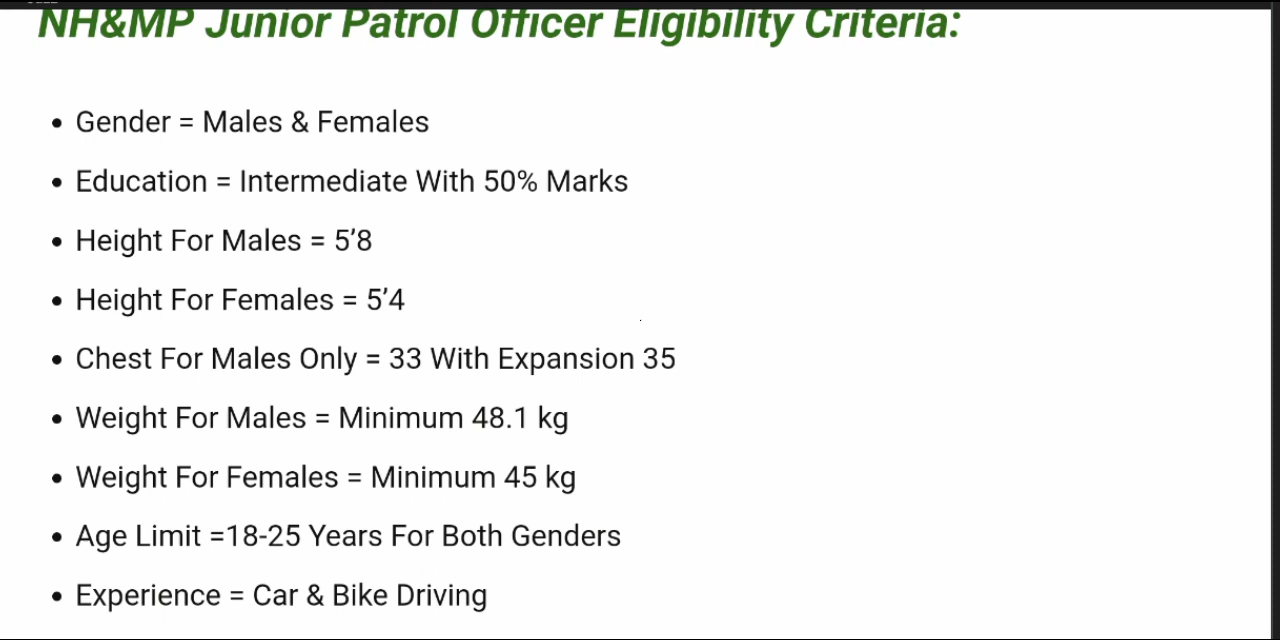 NH&MP Junior Patrol Officer Eligibility Criteria:
• Gender = Males & Females
• Education = Intermediate With 50% Marks
• Height For Males = 5’8
• Height For Females = 5’4
• Chest For Males Only = 33 With Expansion 35
• Weight For Males = Minimum 48.1 kg
• Weight For Females = Minimum 45 kg
• Age Limit =18-25 Years For Both Genders
• Experience = Car & Bike Driving